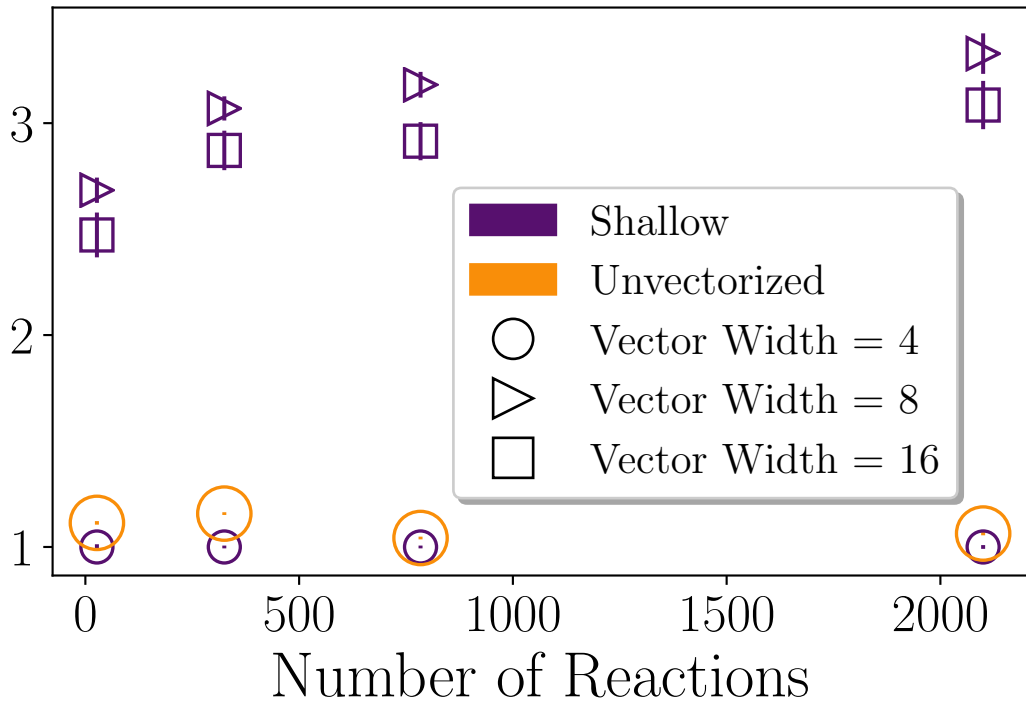 3
2
1
Shallow
Unvectorized
Vector Width = 4
Vector Width = 8
Vector Width = 16
0 500 1000 1500 2000
Number of Reactions